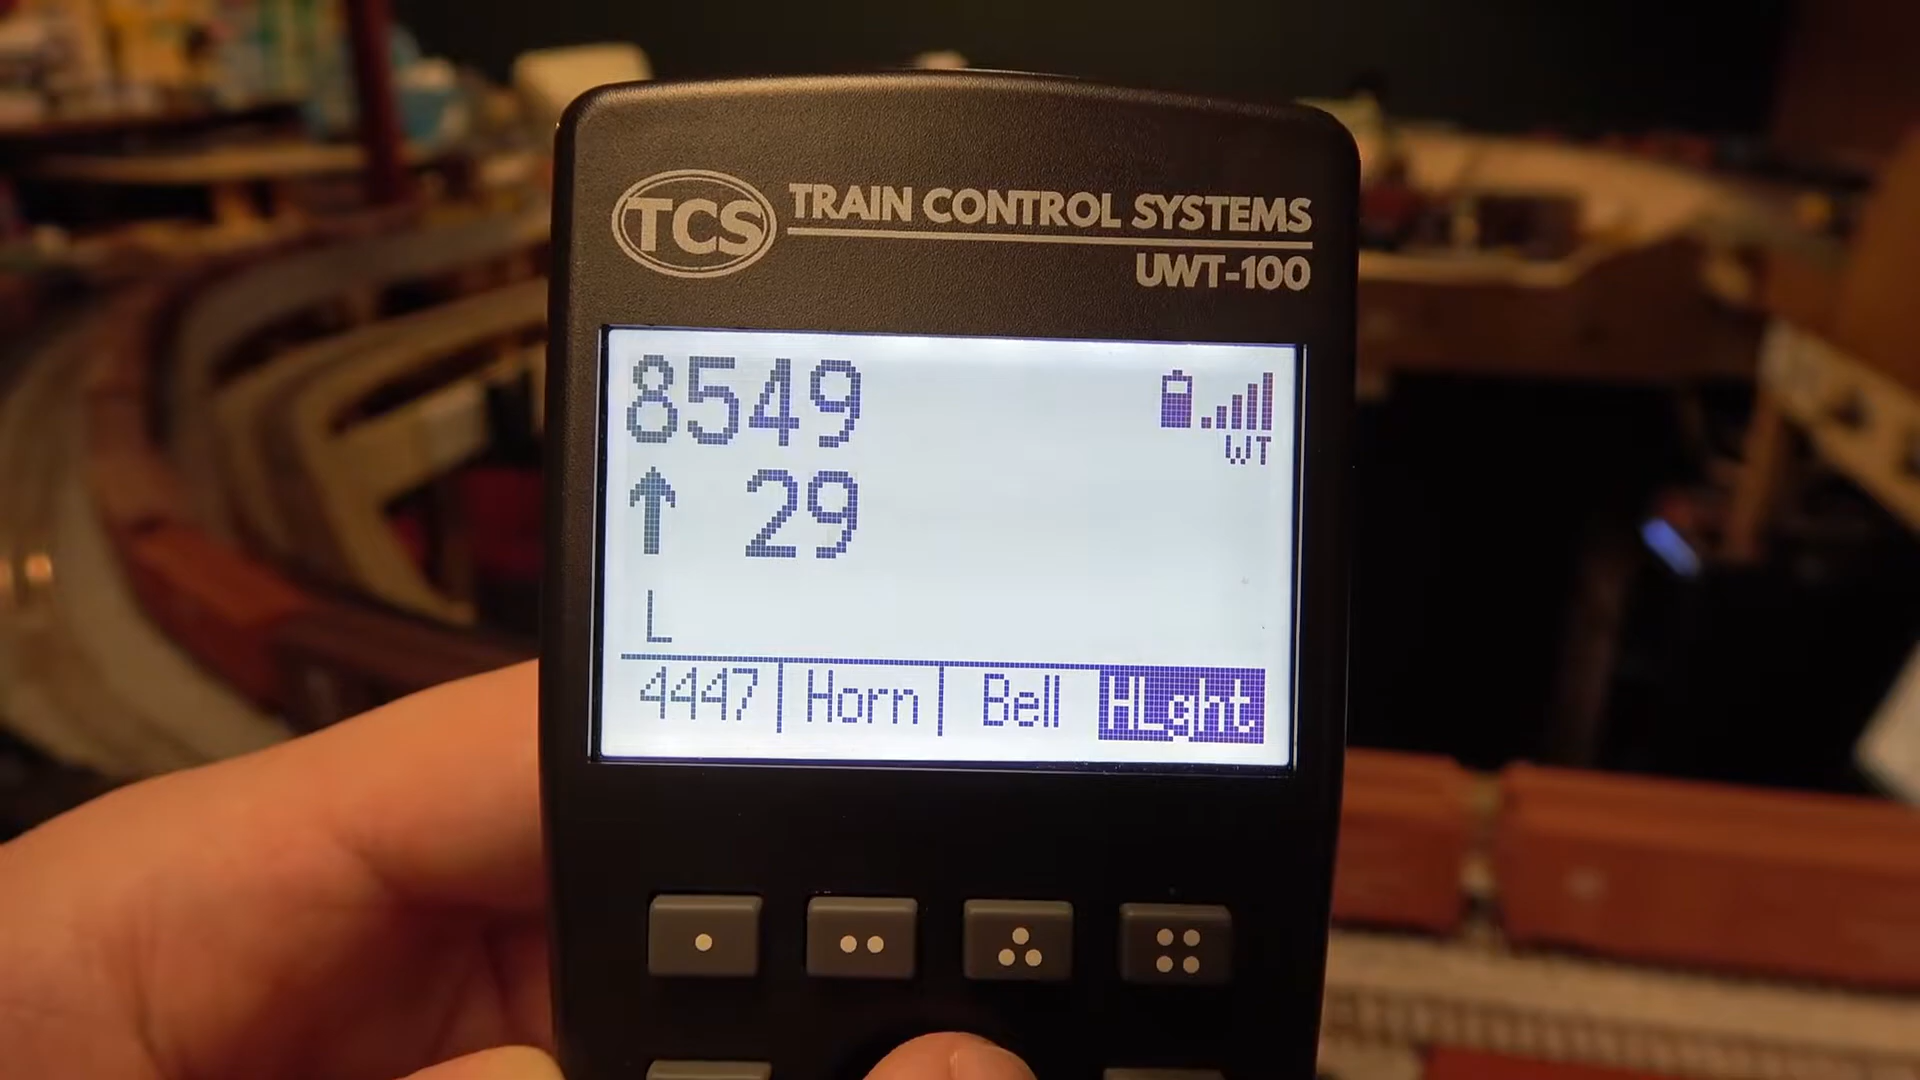 TCS TRAIN CONTROL SYSTEMS
UWT-100
8549
WT
↑ 29
L
4447 Horn Bell HLght